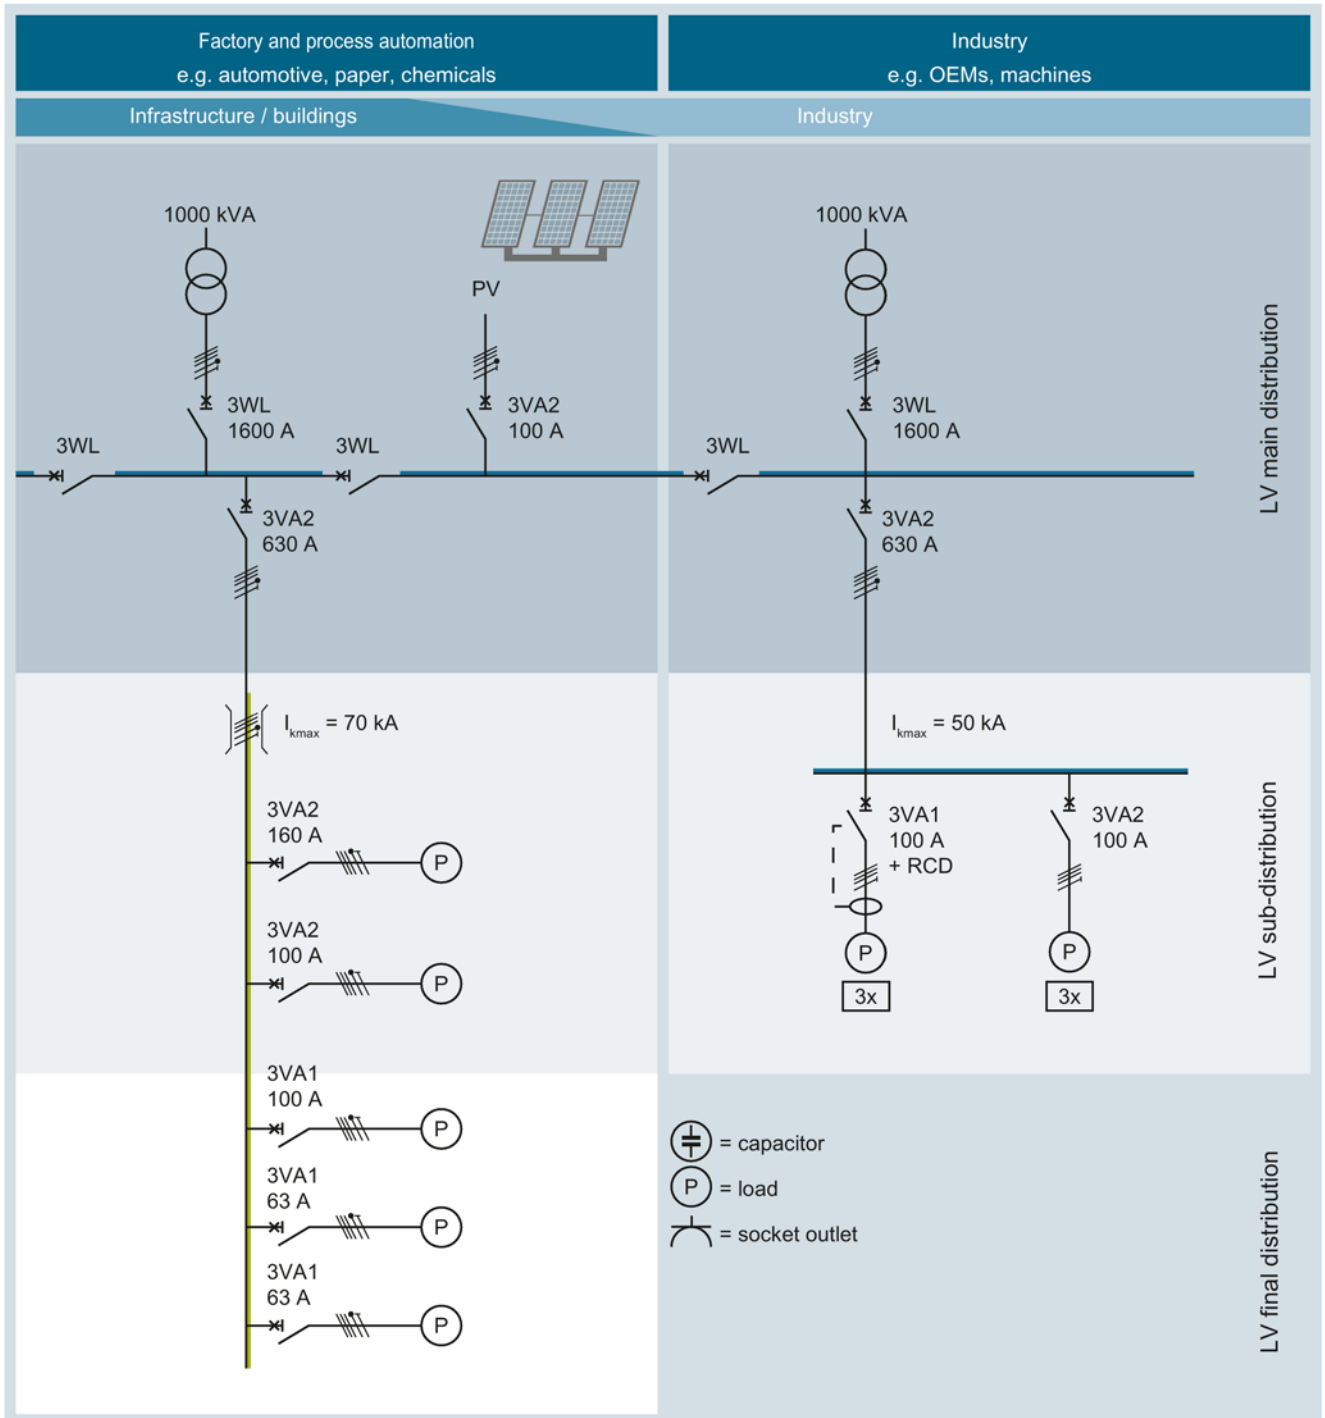 Factory and process automation
e.g. automotive, paper, chemicals
Industry
e.g. OEMs, machines
Infrastructure / buildings
Industry
1000 kVA
PV
3WL
1600 A
3VA2
100 A
3WL
3WL
3VA2
630 A
1000 kVA
3WL
1600 A
3WL
3VA2
630 A
LV main distribution
Ikmax = 70 kA
3VA2
160 A
P
3VA2
100 A
P
Ikmax = 50 kA
3VA1
100 A
+ RCD
P
3x
3VA2
100 A
P
3x
LV sub-distribution
3VA1
100 A
P
3VA1
63 A
P
3VA1
63 A
P
= capacitor
P = load
= socket outlet
LV final distribution